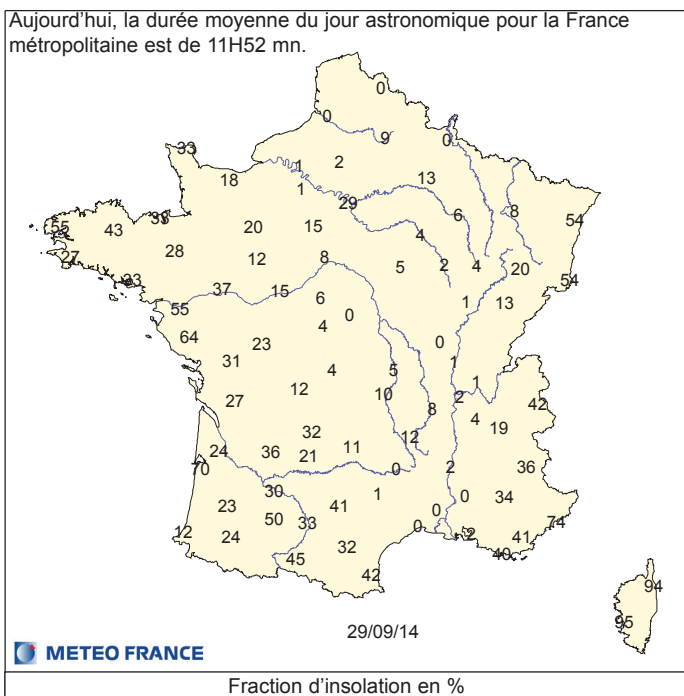 Aujourd'hui, la durée moyenne du jour astronomique pour la France
métropolitaine est de 11H52 mn.
0
0
9 0
33
1 2
18 13
1
29
8
38 6 54
55 43 20 15
4
28
27 12 8
5 2 4 20
54
37 15
6 1 13
55 0
4
64 23 0
31 1
4 5
1
12 10 2
27 8 42
4 19
32 12
24 36 21 11
70 0 2 36
30 1 0 34
23 41 0
50 33 0 74
12 24 2 41
32 40
45
42
94
95
29/09/14
METEO FRANCE
Fraction d'insolation en %